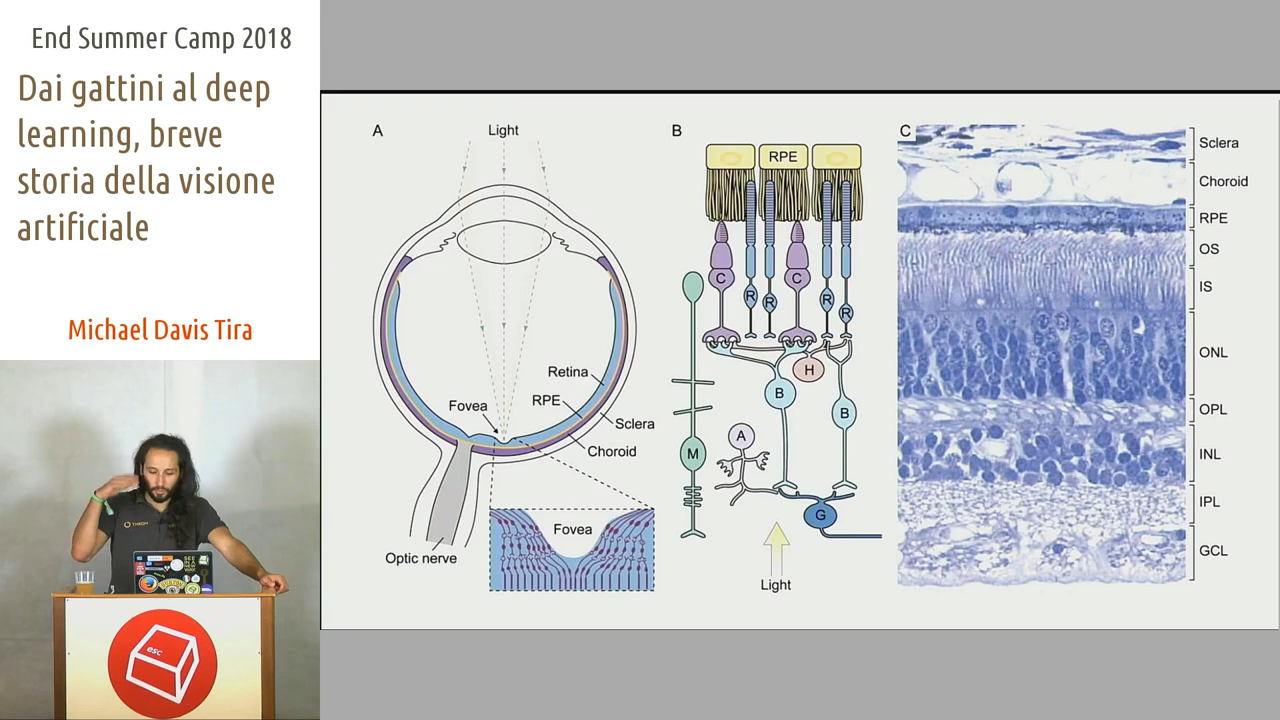 End Summer Camp 2018
Dai gattini al deep
learning, breve
storia della visione
artificiale
Michael Davis Tira
esc
A
Light
Retina
RPE
Fovea
Sclera
Choroid
Fovea
Optic nerve
B
RPE
C
C
R
R
R
R
H
B
B
A
M
G
Light
C
Sclera
Choroid
RPE
OS
IS
ONL
OPL
INL
IPL
GCL